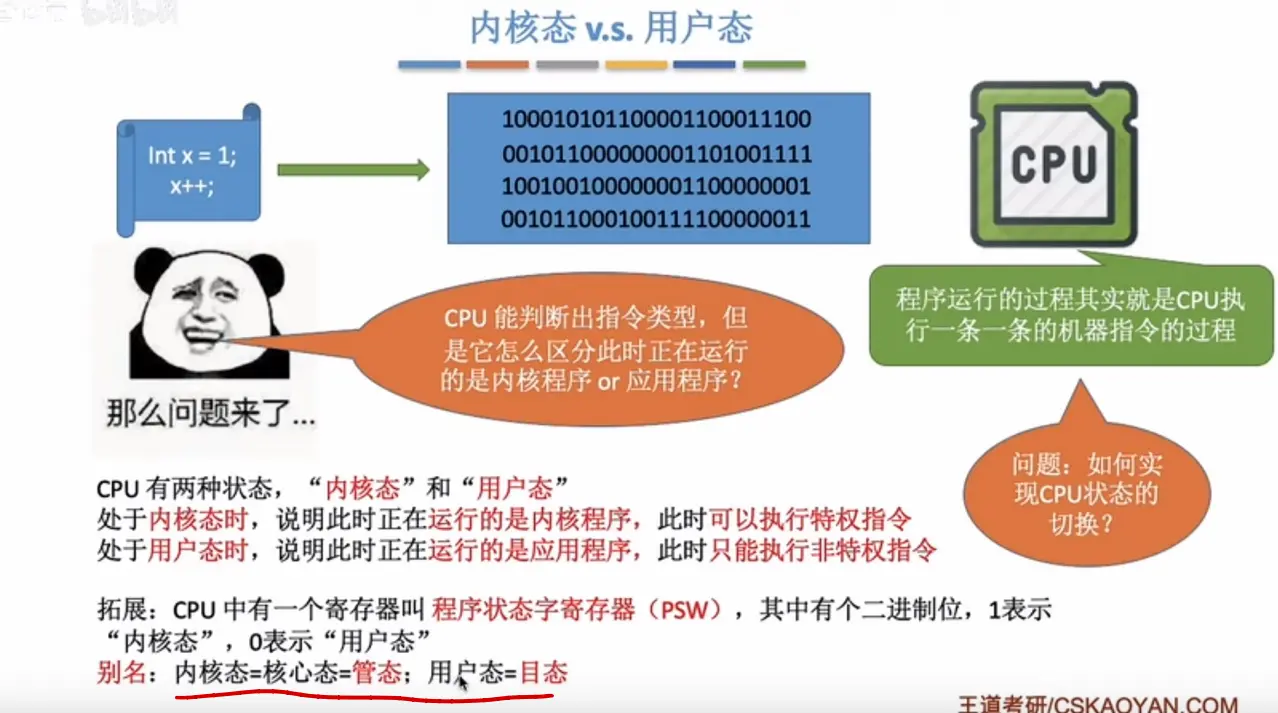 内核态 v.s. 用户态
Int x = 1;
x++;
100010101100001100011100
001011000000001101001111
100100100000001100000001
001011000100111100000011
CPU
程序运行的过程其实就是CPU执
行一条一条的机器指令的过程
CPU 能判断出指令类型，但
是它怎么区分此时正在运行
的是内核程序 or 应用程序？
那么问题来了...
问题：如何实
现CPU状态的
切换？
CPU 有两种状态，“内核态”和“用户态”
处于内核态时，说明此时正在运行的是内核程序，此时可以执行特权指令
处于用户态时，说明此时正在运行的是应用程序，此时只能执行非特权指令
拓展：CPU 中有一个寄存器叫 程序状态字寄存器（PSW），其中有个二进制位，1表示
“内核态”，0表示“用户态”
别名：内核态=核心态=管态；用户态=目态
王道考研/CSKAOYAN.COM